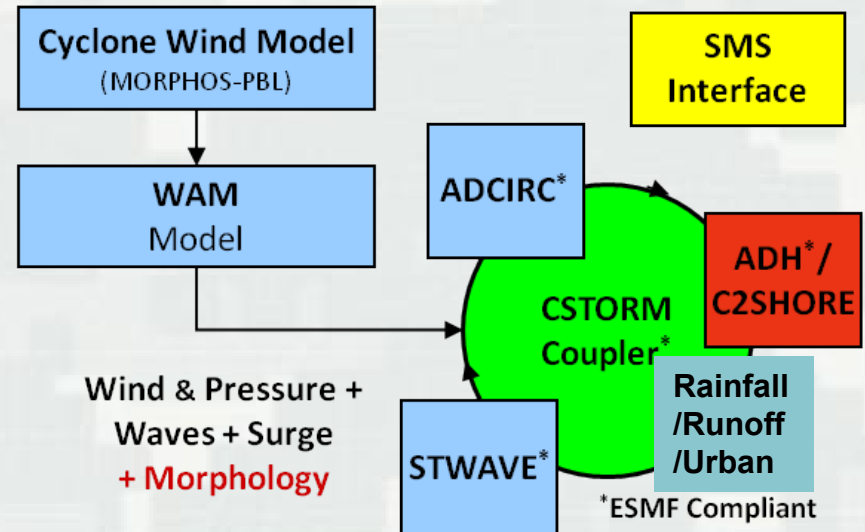 Cyclone Wind Model
(MORPHOS-PBL)
SMS
Interface
WAM
Model
ADCIRC*
ADH*/
C2SHORE
CSTORM
Coupler*
Wind & Pressure +
Waves + Surge
+ Morphology
STWAVE*
Rainfall
/Runoff
/Urban
*ESMF Compliant